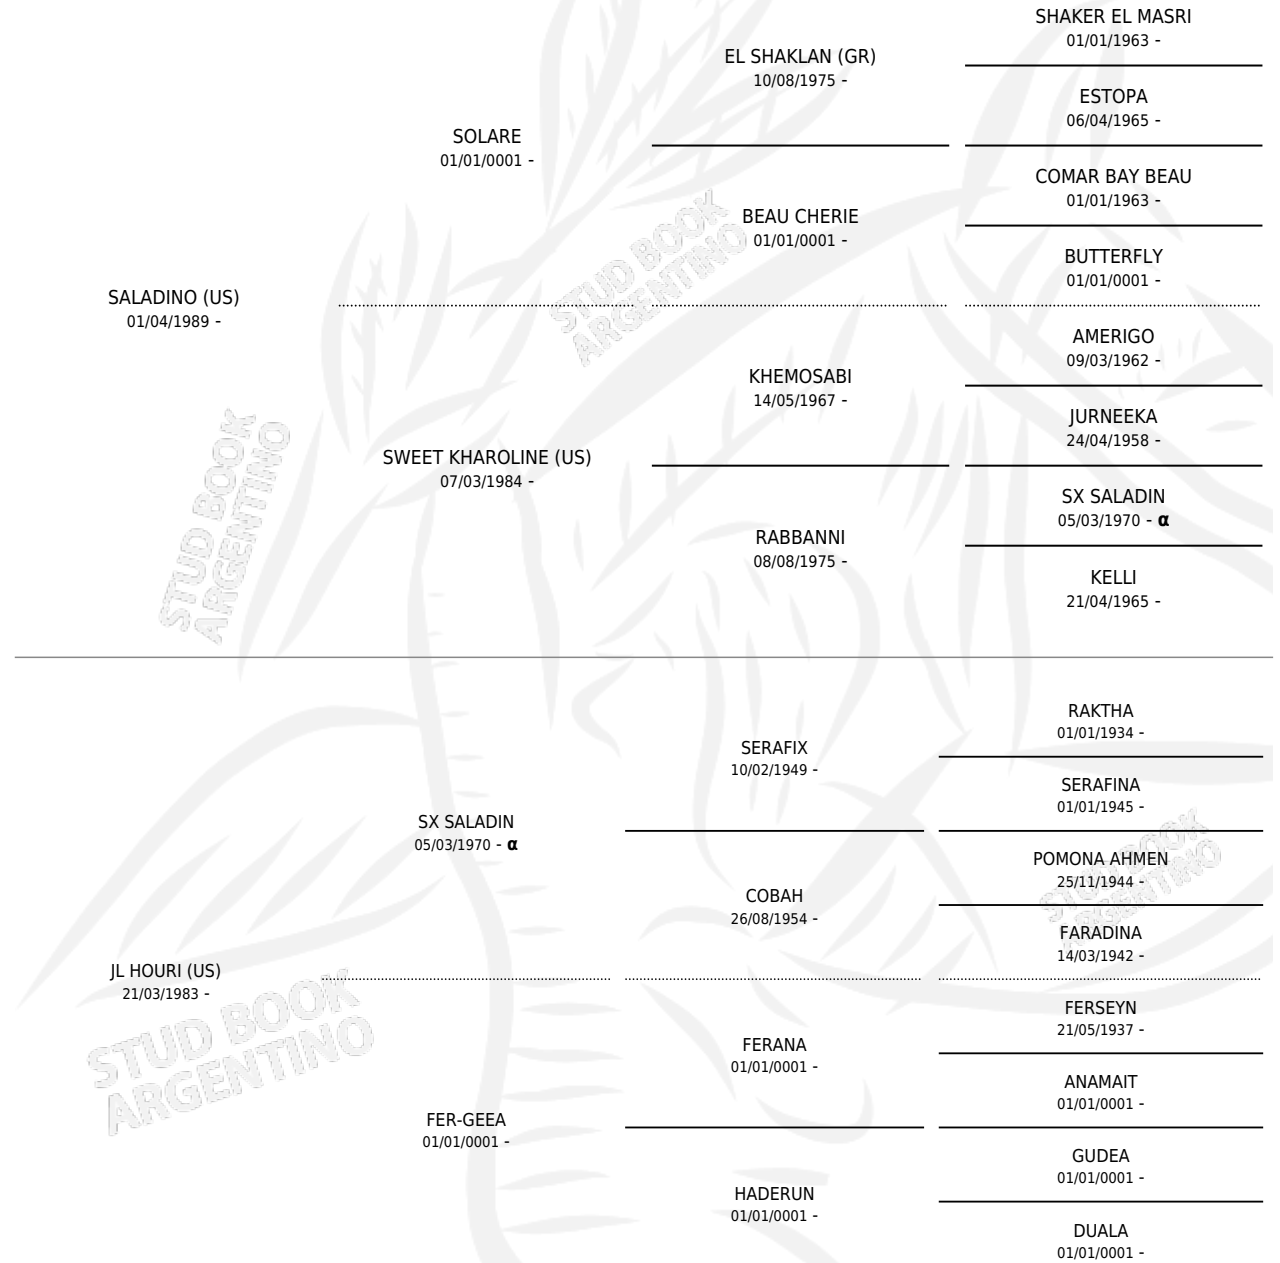 SHAKER EL MASRI
01/01/1963 -
EL SHAKLAN (GR)
10/08/1975 -
ESTOPA
06/04/1965 -
SOLARE
01/01/0001 -
COMAR BAY BEAU
01/01/1963 -
BEAU CHERIE
01/01/0001 -
BUTTERFLY
01/01/0001 -
SALADINO (US)
01/04/1989 -
AMERIGO
09/03/1962 -
KHEMOSABI
14/05/1967 -
JURNEEKA
24/04/1958 -
SWEET KHAROLINE (US)
07/03/1984 -
SX SALADIN
05/03/1970 - α
RABBANNI
08/08/1975 -
KELLI
21/04/1965 -
RAKTHA
01/01/1934 -
SERAFIX
10/02/1949 -
SERAFINA
01/01/1945 -
SX SALADIN
05/03/1970 - α
POMONA AHMEN
25/11/1944 -
COBAH
26/08/1954 -
FARADINA
14/03/1942 -
JL HOURI (US)
21/03/1983 -
FERSEYN
21/05/1937 -
FERANA
01/01/0001 -
ANAMAIT
01/01/0001 -
FER-GEEA
01/01/0001 -
GUDEA
01/01/0001 -
HADERUN
01/01/0001 -
DUALA
01/01/0001 -
STUD BOOK
ARGENTINO
STUD BOOK
ARGENTINO
STUD BOOK
ARGENTINO
STUD BOOK
ARGENTINO